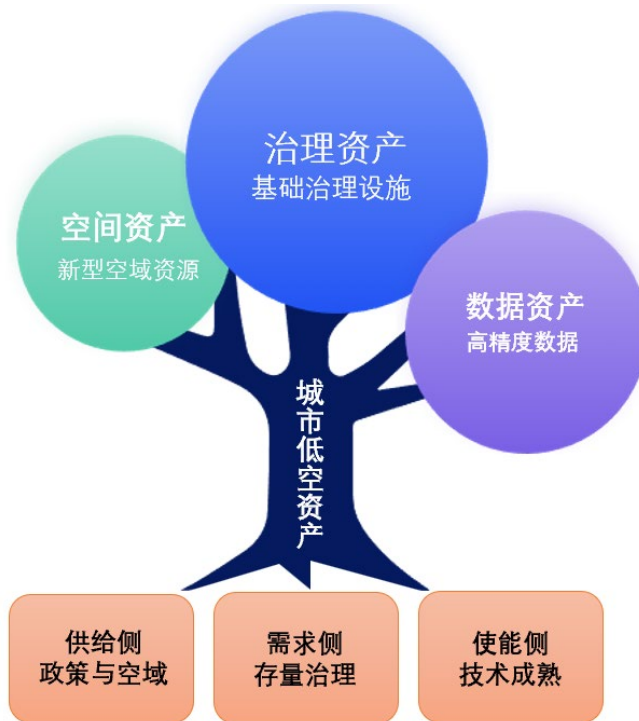 治理资产
基础治理设施
空间资产
新型空域资源
数据资产
高精度数据
城市低空资产
供给侧
政策与空域
需求侧
存量治理
使能侧
技术成熟